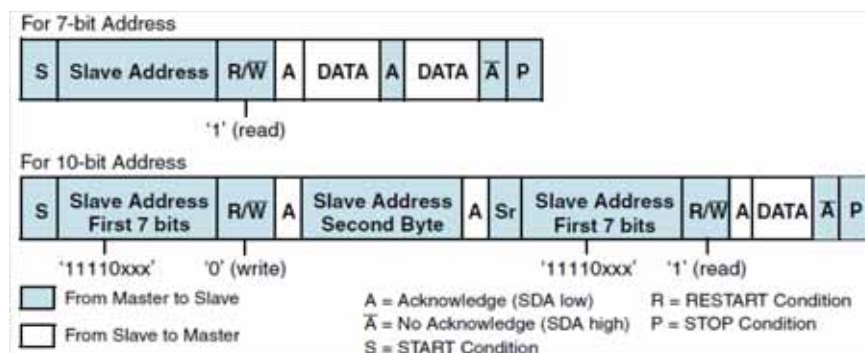 For 7-bit Address
S Slave Address R/W̅ A DATA A DATA A̅ P
'1' (read)
For 10-bit Address
S Slave Address First 7 bits R/W̅ A Slave Address Second Byte A Sr Slave Address First 7 bits R/W̅ A DATA A̅ P
'11110xxx' '0' (write) '11110xxx' '1' (read)
From Master to Slave
From Slave to Master
A = Acknowledge (SDA low)
A̅ = No Acknowledge (SDA high)
S = START Condition
R = RESTART Condition
P = STOP Condition